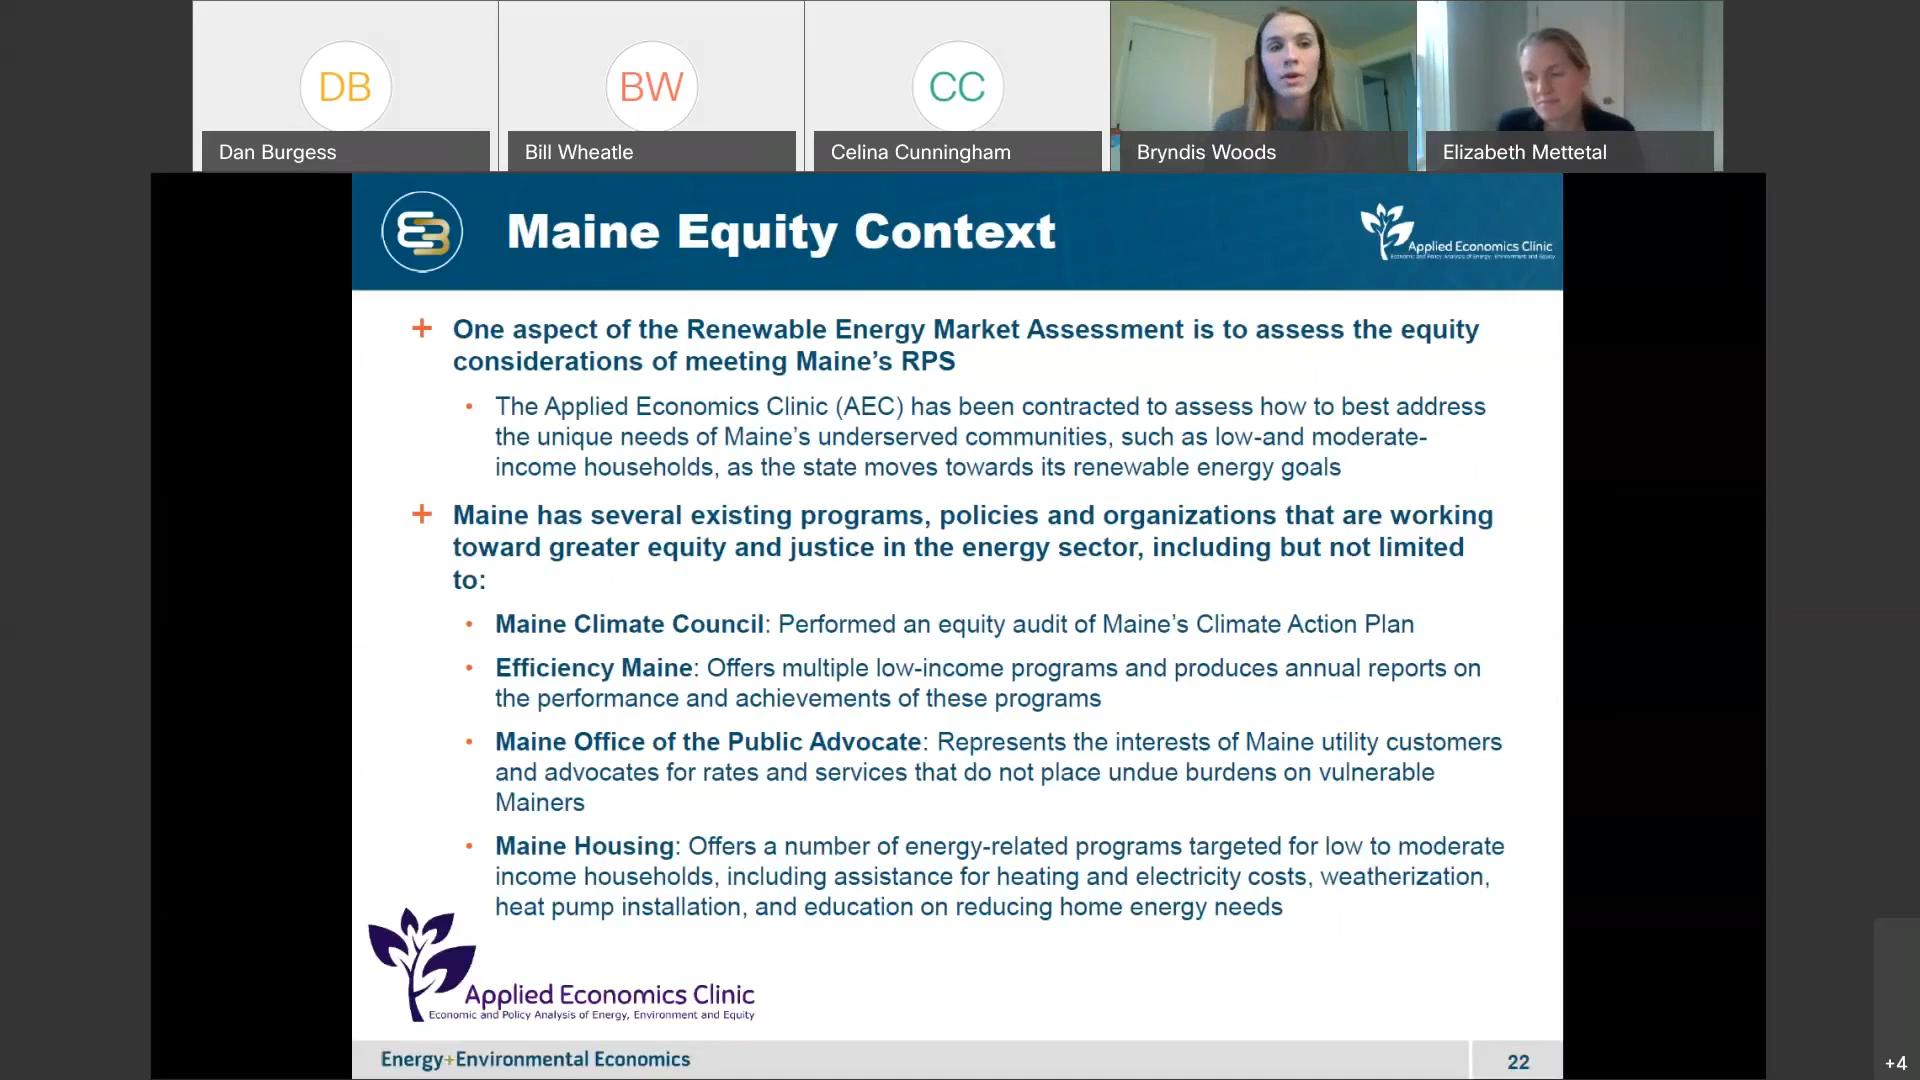 DB
BW
CC
Dan Burgess
Bill Wheatle
Celina Cunningham
Bryndis Woods
Elizabeth Mettetal
Maine Equity Context
Applied Economics Clinic
Economic and Policy Analysis of Energy, Environment and Equity
+ One aspect of the Renewable Energy Market Assessment is to assess the equity
considerations of meeting Maine’s RPS
• The Applied Economics Clinic (AEC) has been contracted to assess how to best address
the unique needs of Maine’s underserved communities, such as low-and moderate-
income households, as the state moves towards its renewable energy goals
+ Maine has several existing programs, policies and organizations that are working
toward greater equity and justice in the energy sector, including but not limited
to:
• Maine Climate Council: Performed an equity audit of Maine’s Climate Action Plan
• Efficiency Maine: Offers multiple low-income programs and produces annual reports on
the performance and achievements of these programs
• Maine Office of the Public Advocate: Represents the interests of Maine utility customers
and advocates for rates and services that do not place undue burdens on vulnerable
Mainers
• Maine Housing: Offers a number of energy-related programs targeted for low to moderate
income households, including assistance for heating and electricity costs, weatherization,
heat pump installation, and education on reducing home energy needs
Applied Economics Clinic
Economic and Policy Analysis of Energy, Environment and Equity
Energy+Environmental Economics
22
+4